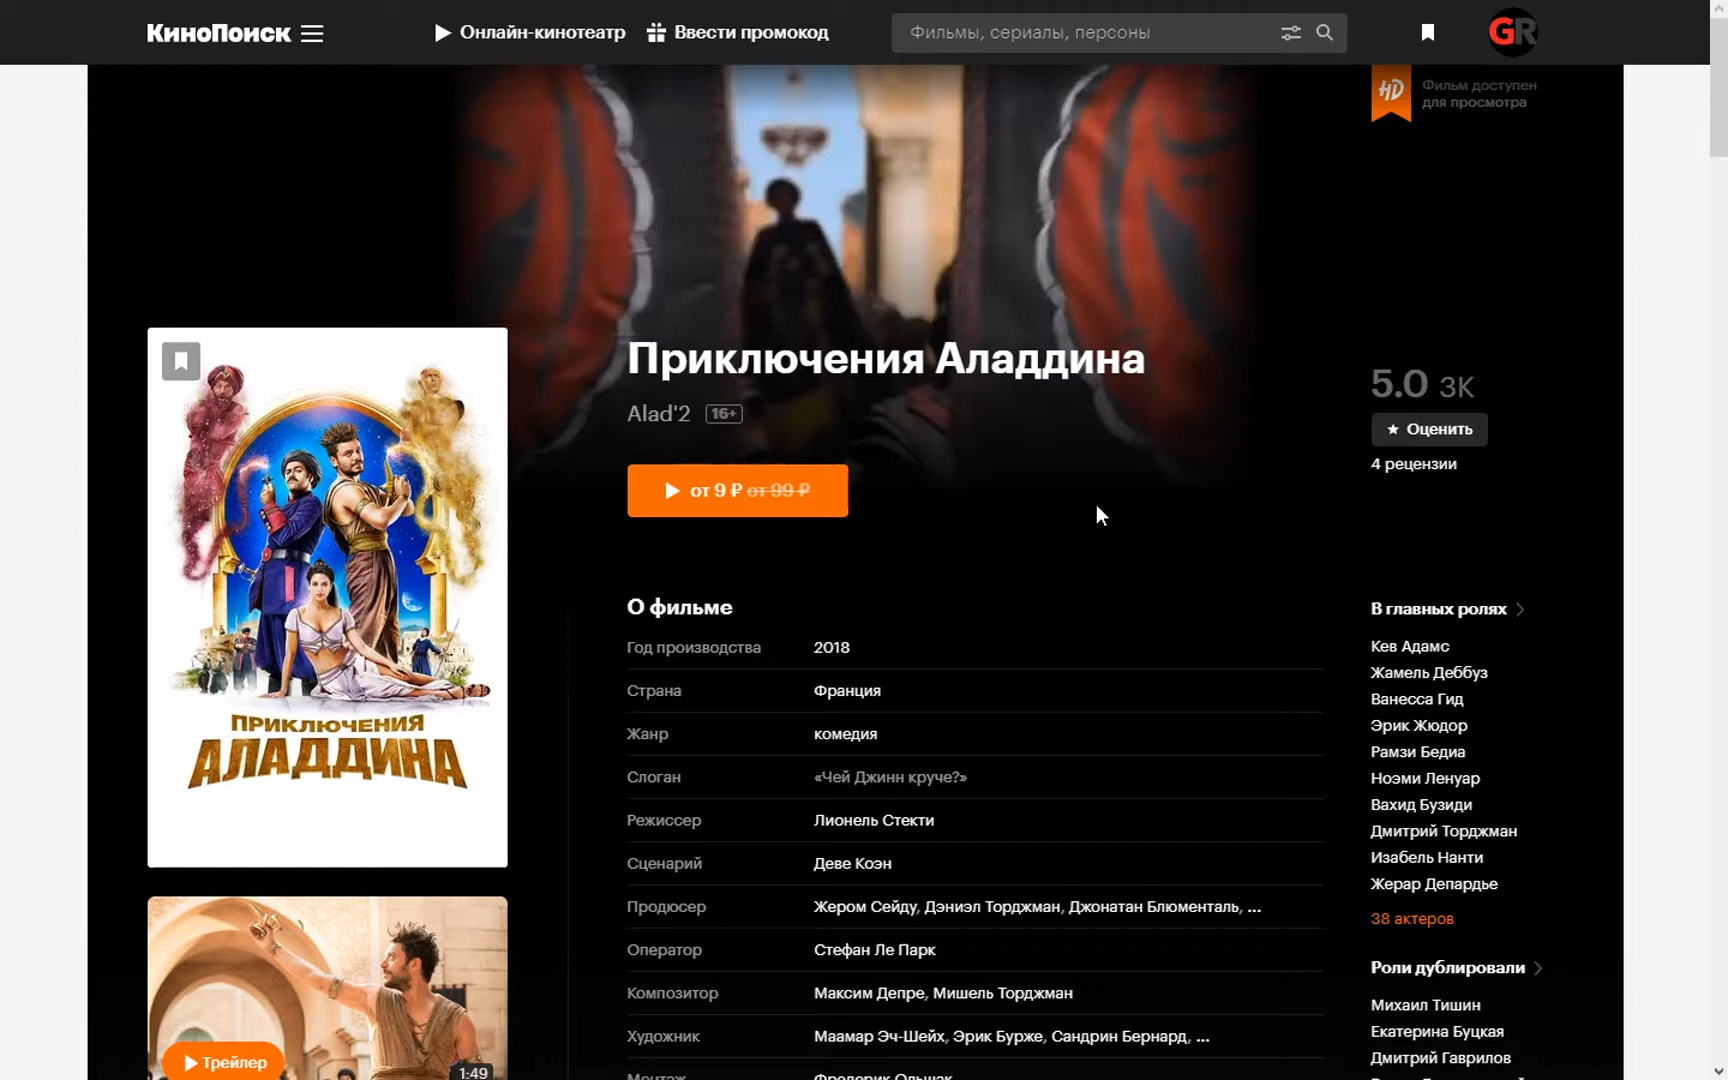 КиноПоиск
Онлайн-кинотеатр
Ввести промокод
Фильмы, сериалы, персоны
GR
HD
Фильм доступен
для просмотра
Приключения Аладдина
Alad'2 16+
от 9 ₽ от 99 ₽
5.0 3K
Оценить
4 рецензии
ПРИКЛЮЧЕНИЯ
АЛАДДИНА
Трейлер
1:49
О фильме
Год производства 2018
Страна Франция
Жанр комедия
Слоган «Чей Джинн круче?»
Режиссер Лионель Стекти
Сценарий Деве Коэн
Продюсер Жером Сейду, Дэниэл Торджман, Джонатан Блюменталь, ...
Оператор Стефан Ле Парк
Композитор Максим Депре, Мишель Торджман
Художник Маамар Эч-Шейх, Эрик Бурже, Сандрин Бернард, ...
Монтаж Фредерик Ольшак
В главных ролях
Кев Адамс
Жамель Деббуз
Ванесса Гид
Эрик Жюдор
Рамзи Бедиа
Ноэми Ленуар
Вахид Бузиди
Дмитрий Торджман
Изабель Нанти
Жерар Депардье
38 актеров
Роли дублировали
Михаил Тишин
Екатерина Буцкая
Дмитрий Гаврилов